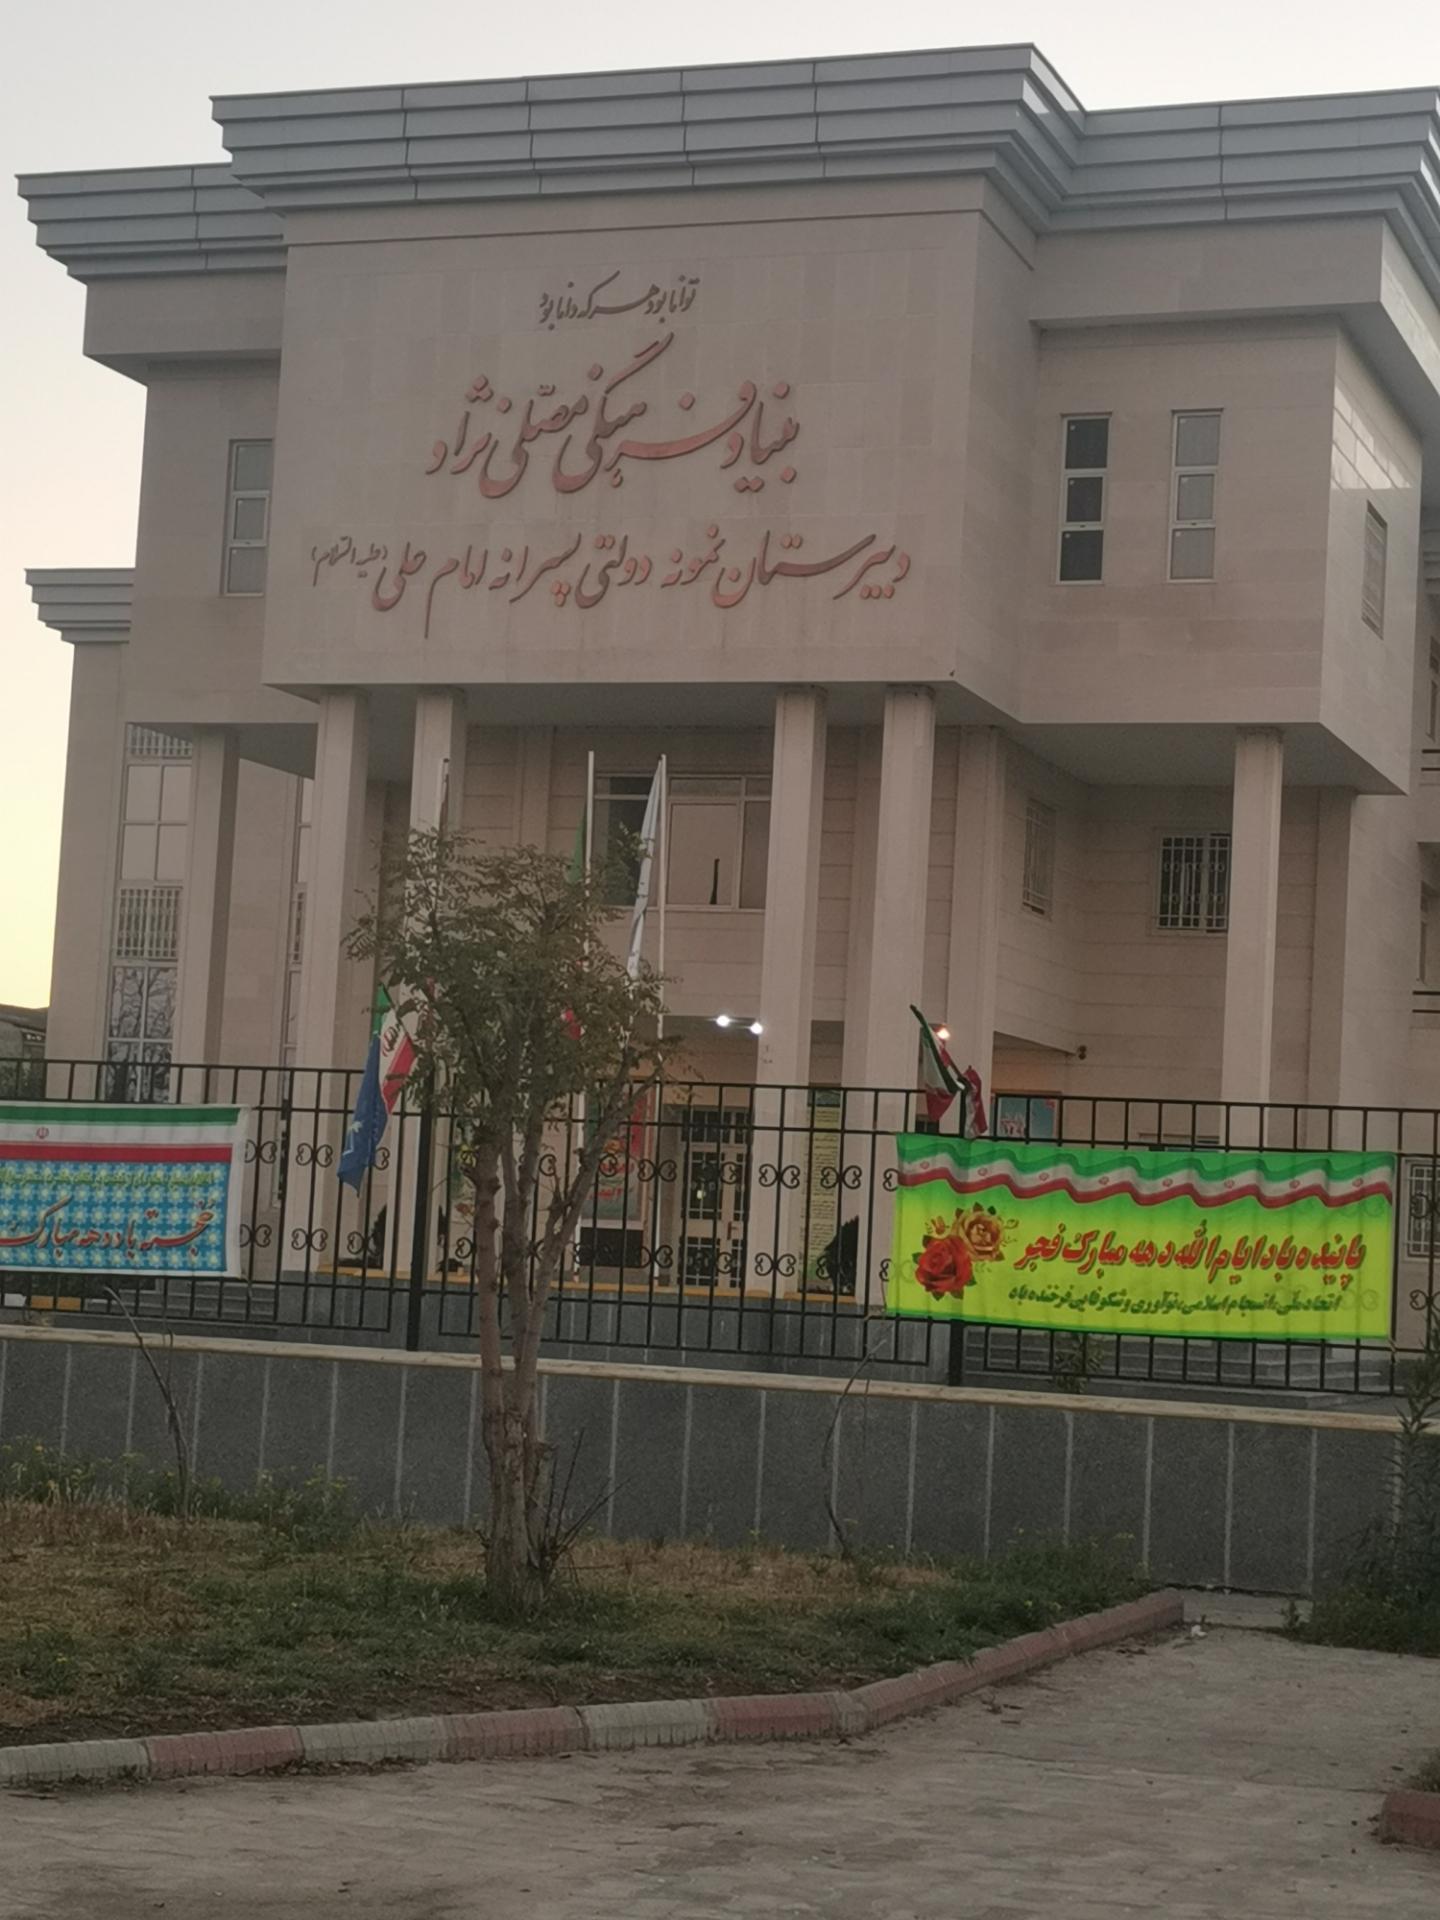 توانا بود هر که دانا بود
بنیاد فرهنگی مصلی نژاد
دبیرستان نمونه دولتی پسرانه امام علی (علیه السلام)
خجسته باد دهه مبارک
پاینده باد ایام الله دهه مبارک فجر
اتحاد ملی، انسجام اسلامی، نوآوری و شکوفایی فرخنده باد